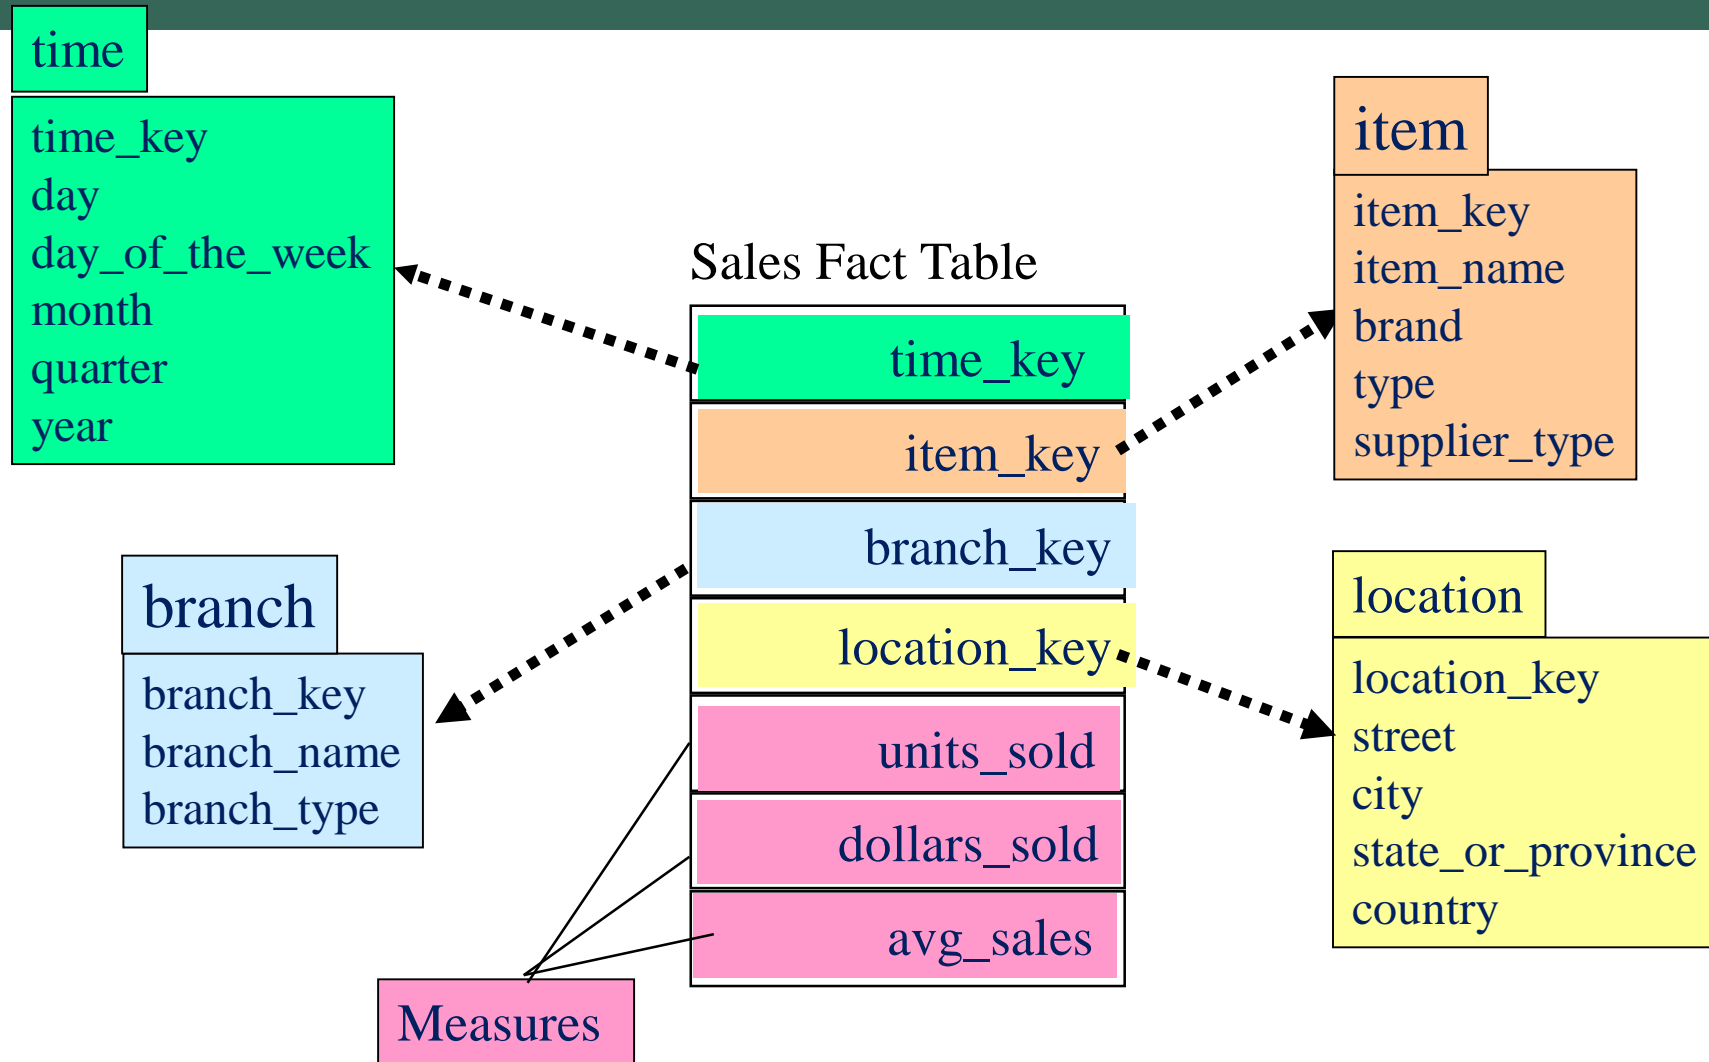 time
time_key
day
day_of_the_week
month
quarter
year
item
item_key
item_name
brand
type
supplier_type
Sales Fact Table
time_key
item_key
branch_key
location_key
units_sold
dollars_sold
avg_sales
branch
branch_key
branch_name
branch_type
location
location_key
street
city
state_or_province
country
Measures